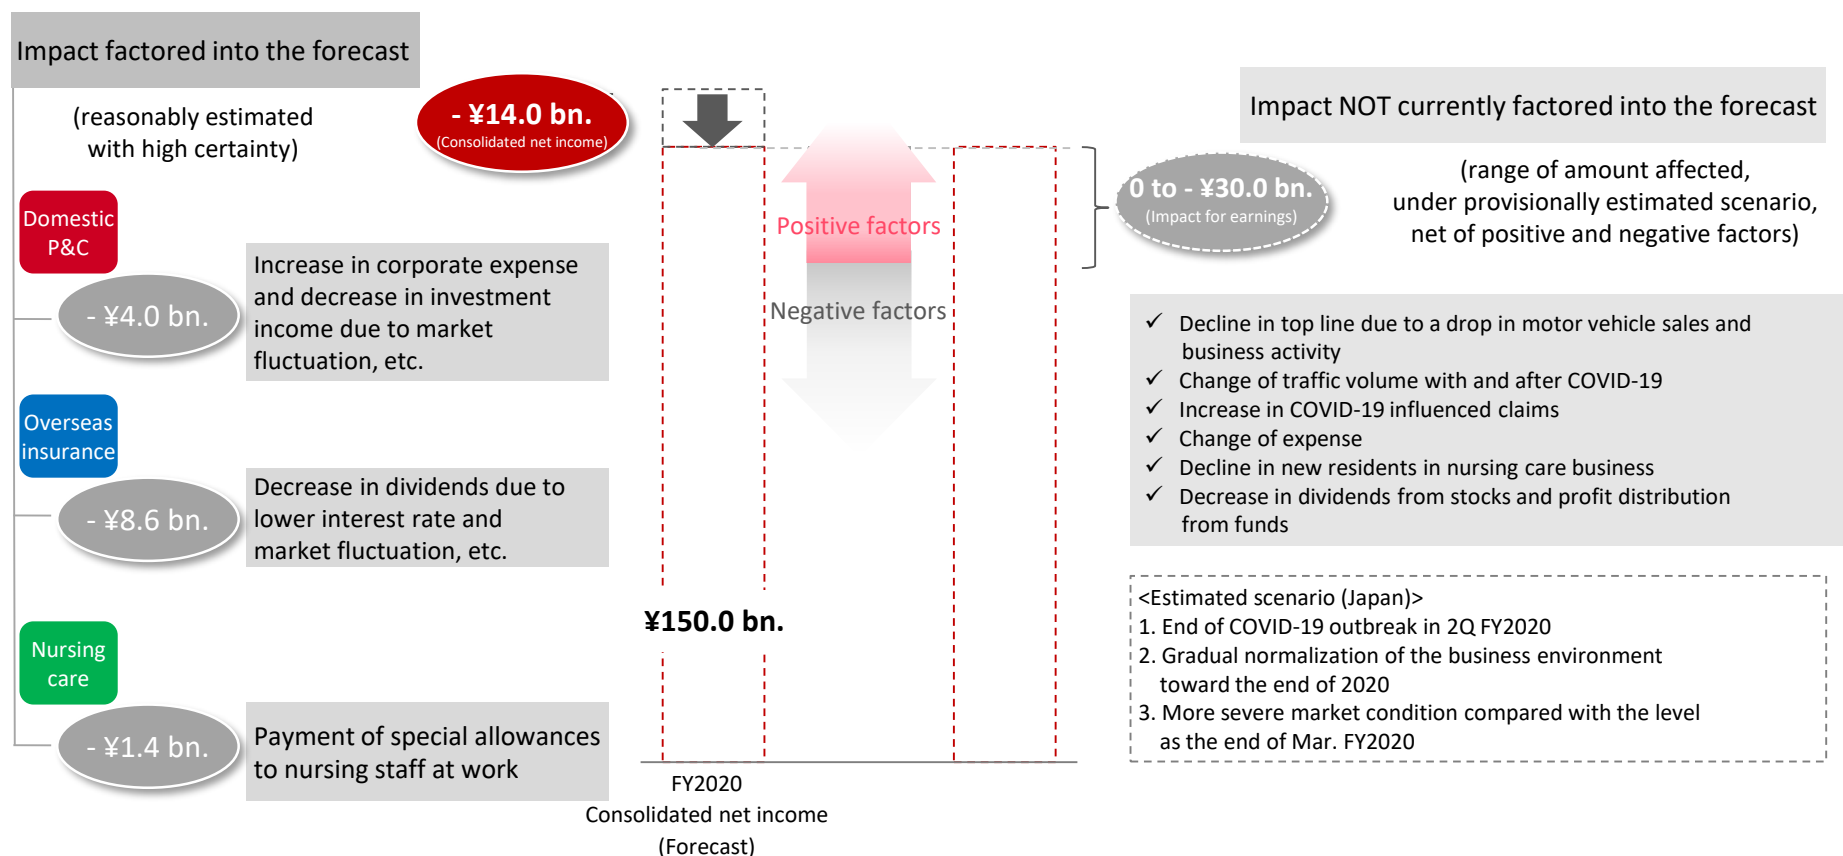 Impact factored into the forecast
(reasonably estimated
with high certainty)
- ¥14.0 bn.
(Consolidated net income)
Domestic
P&C
- ¥4.0 bn.
Increase in corporate expense
and decrease in investment
income due to market
fluctuation, etc.
Overseas
insurance
- ¥8.6 bn.
Decrease in dividends due to
lower interest rate and
market fluctuation, etc.
Nursing
care
- ¥1.4 bn.
Payment of special allowances
to nursing staff at work
Positive factors
Negative factors
¥150.0 bn.
FY2020
Consolidated net income
(Forecast)
Impact NOT currently factored into the forecast
0 to - ¥30.0 bn.
(Impact for earnings)
(range of amount affected,
under provisionally estimated scenario,
net of positive and negative factors)
✓ Decline in top line due to a drop in motor vehicle sales and
business activity
✓ Change of traffic volume with and after COVID-19
✓ Increase in COVID-19 influenced claims
✓ Change of expense
✓ Decline in new residents in nursing care business
✓ Decrease in dividends from stocks and profit distribution
from funds
<Estimated scenario (Japan)>
1. End of COVID-19 outbreak in 2Q FY2020
2. Gradual normalization of the business environment
toward the end of 2020
3. More severe market condition compared with the level
as the end of Mar. FY2020